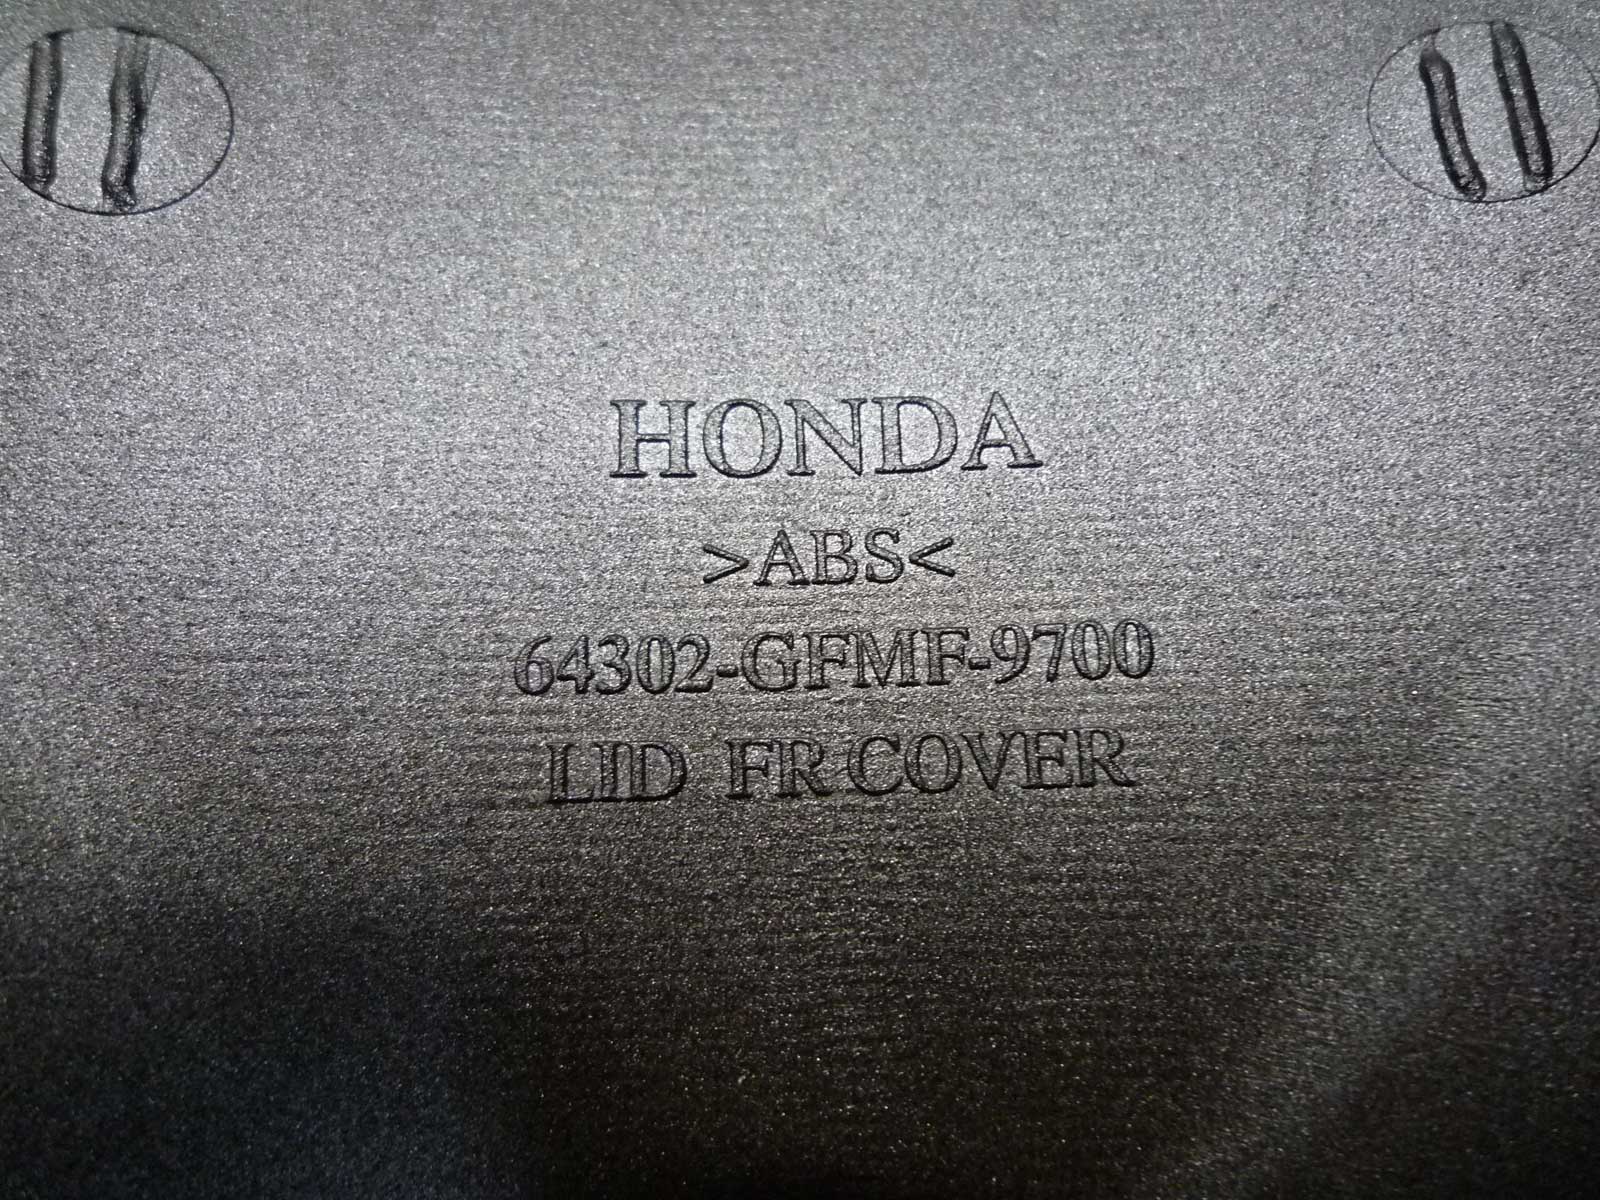 HONDA
>ABS<
64302-GFMF-9700
LID FR COVER